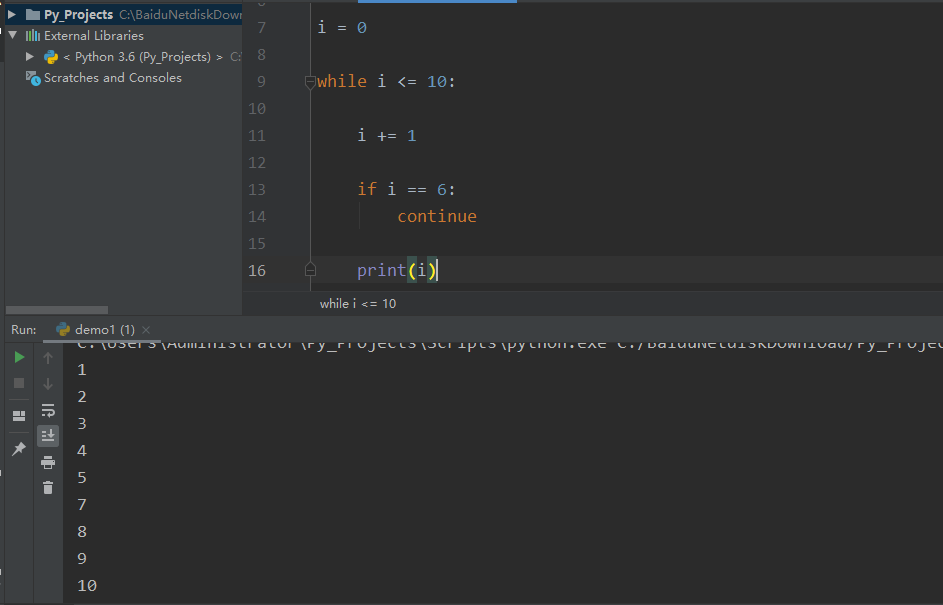 Py_Projects C:\BaiduNetdiskDown
External Libraries
< Python 3.6 (Py_Projects) > C:
Scratches and Consoles
7 i = 0
8
9 while i <= 10:
10
11 i += 1
12
13 if i == 6:
14 continue
15
16 print(i)
while i <= 10
Run: demo1 (1)
C:\Users\Administrator\Py_Projects\Scripts\python.exe C:/BaiduNetdiskDownload/Py_Projec
1
2
3
4
5
7
8
9
10